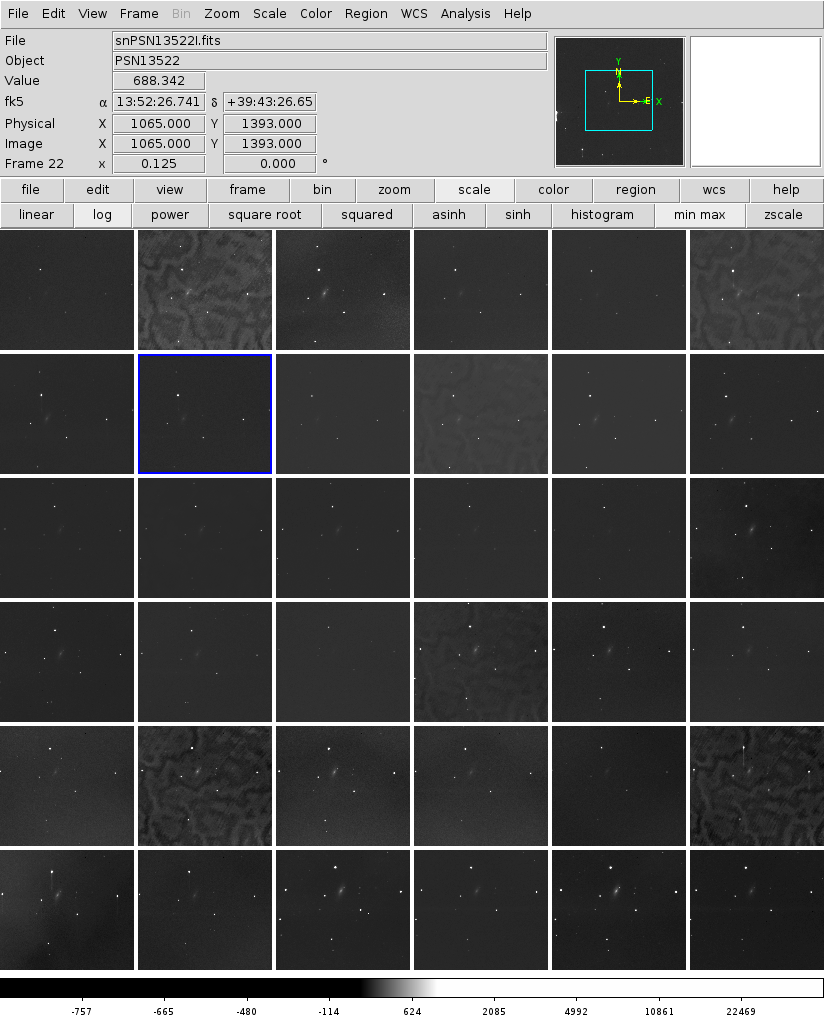 File Edit View Frame Bin Zoom Scale Color Region WCS Analysis Help
File snPSN13522I.fits
Object PSN13522
Value 688.342
fk5 α 13:52:26.741 δ +39:43:26.65
Physical X 1065.000 Y 1393.000
Image X 1065.000 Y 1393.000
Frame 22 x 0.125 0.000 °
Y
N
E X
file edit view frame bin zoom scale color region wcs help
linear log power square root squared asinh sinh histogram min max zscale
-757 -665 -480 -114 624 2085 4992 10861 22469